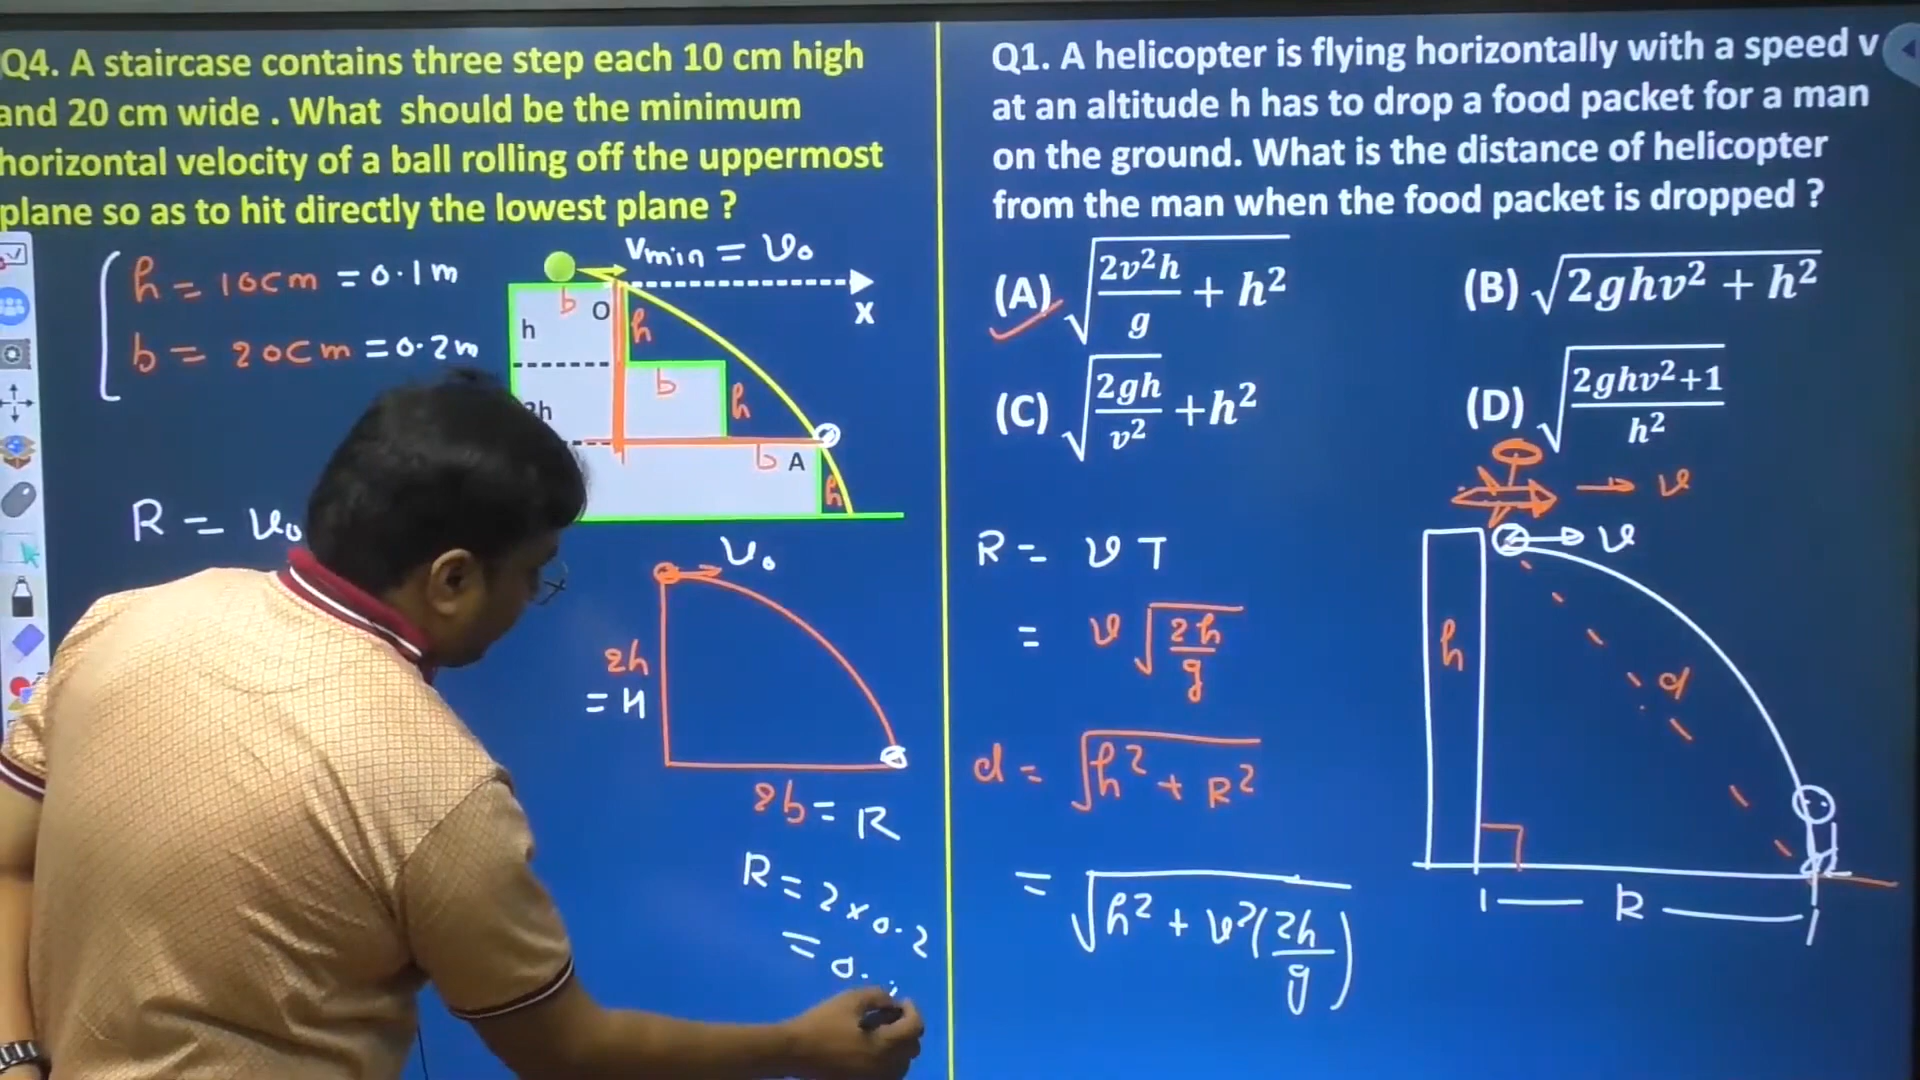 Q4. A staircase contains three step each 10 cm high
and 20 cm wide . What should be the minimum
horizontal velocity of a ball rolling off the uppermost
plane so as to hit directly the lowest plane ?
h = 10cm = 0.1m
b = 20cm = 0.2m
Vmin = v₀
x
b
O
h
h
b
h
2h
b
A
h
R = v₀
v₀
2h
= H
2b = R
R = 2 × 0.2
= 0.
Q1. A helicopter is flying horizontally with a speed v
at an altitude h has to drop a food packet for a man
on the ground. What is the distance of helicopter
from the man when the food packet is dropped ?
(A) √(2v²h/g) + h²
(B) √2ghv² + h²
(C) √(2gh/v²) +h²
(D) √(2ghv²+1/h²)
R = v T
= v √(2h/g)
d = √h² + R²
= √h² + v²(2h/g)
v
v
h
d
R